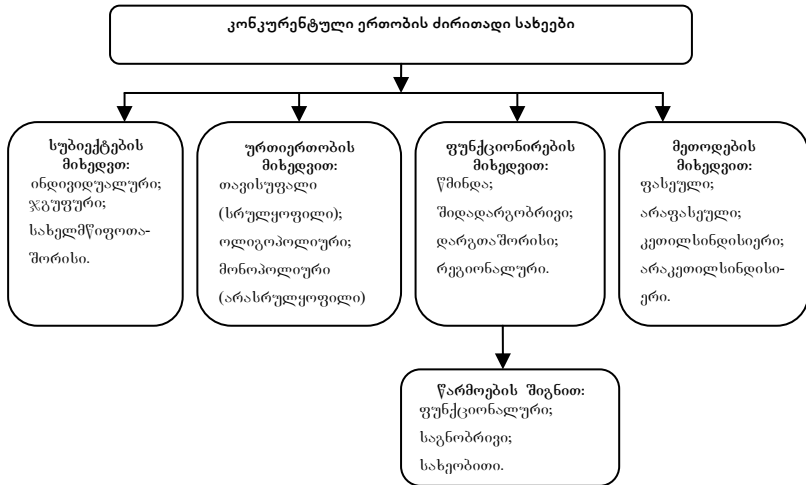 კონკურენტული ერთობის ძირითადი სახეები
სუბიექტების
მიხედვთ:
ინდივიდუალური;
ჯგუფური;
სახელმწიფოთა-
შორისი.
ურთიერთობის
მიხედვით:
თავისუფალი
(სრულყოფილი);
ოლიგოპოლიური;
მონოპოლიური
(არასრულყოფილი)
ფუნქციონირების
მიხედვით:
წმინდა;
შიდადარგობრივი;
დარგთაშორისი;
რეგიონალური.
მეთოდების
მიხედვით:
ფასეული;
არაფასეული;
კეთილსინდისიერი;
არაკეთილსინდისი-
ერი.
წარმოების შიგნით:
ფუნქციონალური;
საგნობრივი;
სახეობითი.